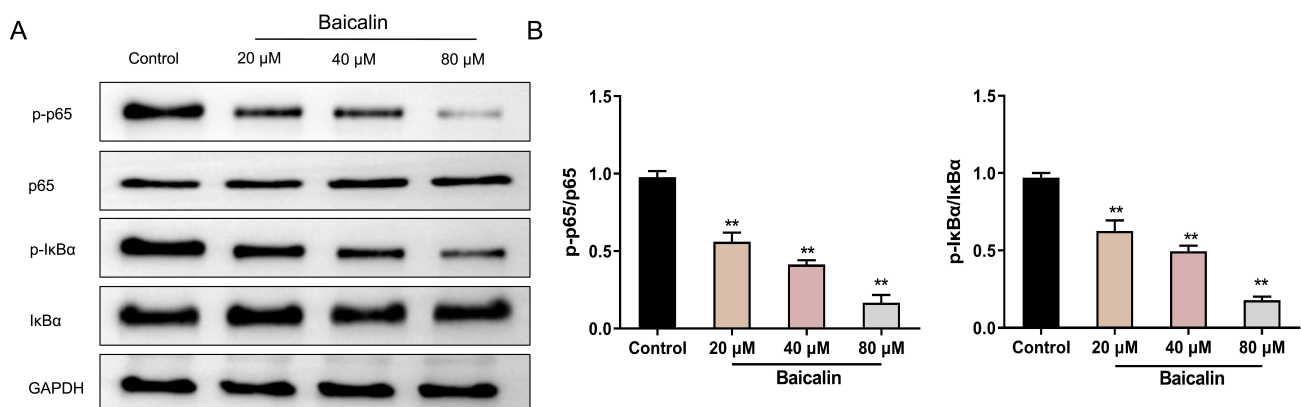 A
Baicalin
Control 20 μM 40 μM 80 μM
p-p65
p65
p-IκBα
IκBα
GAPDH
B
p-p65/p65
1.5
1.0
0.5
0.0
** ** **
Control 20 μM 40 μM 80 μM
Baicalin
p-IκBα/IκBα
1.5
1.0
0.5
0.0
** ** **
Control 20 μM 40 μM 80 μM
Baicalin